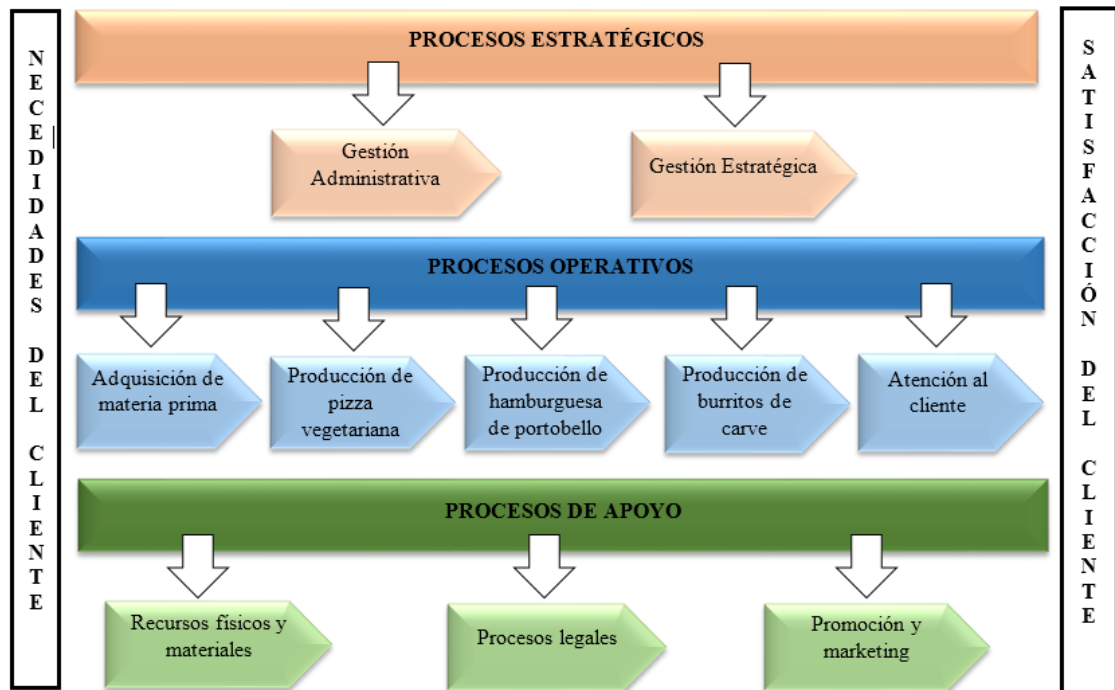 NECEDIDADES DEL CLIENTE
PROCESOS ESTRATÉGICOS
Gestión
Administrativa
Gestión Estratégica
PROCESOS OPERATIVOS
Adquisición de
materia prima
Producción de
pizza
vegetariana
Producción de
hamburguesa
de portobello
Producción de
burritos de
carve
Atención al
cliente
PROCESOS DE APOYO
Recursos físicos y
materiales
Procesos legales
Promoción y
marketing
SATISFACCIÓN DEL CLIENTE